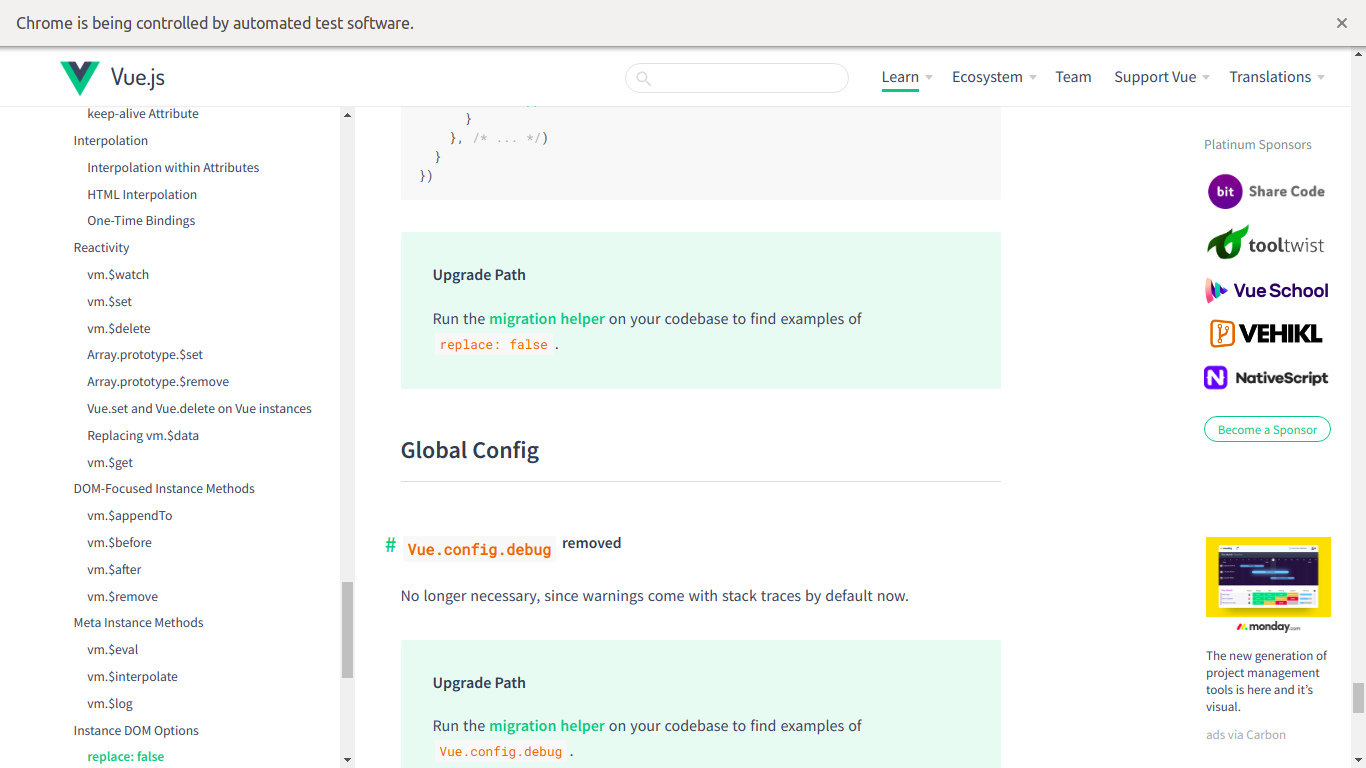 Chrome is being controlled by automated test software.
Vue.js
Learn
Ecosystem
Team
Support Vue
Translations
keep-alive Attribute
Interpolation
Interpolation within Attributes
HTML Interpolation
One-Time Bindings
Reactivity
vm.$watch
vm.$set
vm.$delete
Array.prototype.$set
Array.prototype.$remove
Vue.set and Vue.delete on Vue instances
Replacing vm.$data
vm.$get
DOM-Focused Instance Methods
vm.$appendTo
vm.$before
vm.$after
vm.$remove
Meta Instance Methods
vm.$eval
vm.$interpolate
vm.$log
Instance DOM Options
replace: false
}
}, /* ... */)
}
})
Upgrade Path
Run the migration helper on your codebase to find examples of
replace: false .
Global Config
# Vue.config.debug removed
No longer necessary, since warnings come with stack traces by default now.
Upgrade Path
Run the migration helper on your codebase to find examples of
Vue.config.debug .
Platinum Sponsors
bit Share Code
tooltwist
Vue School
VEHIKL
NativeScript
Become a Sponsor
monday.com
The new generation of
project management
tools is here and it's
visual.
ads via Carbon